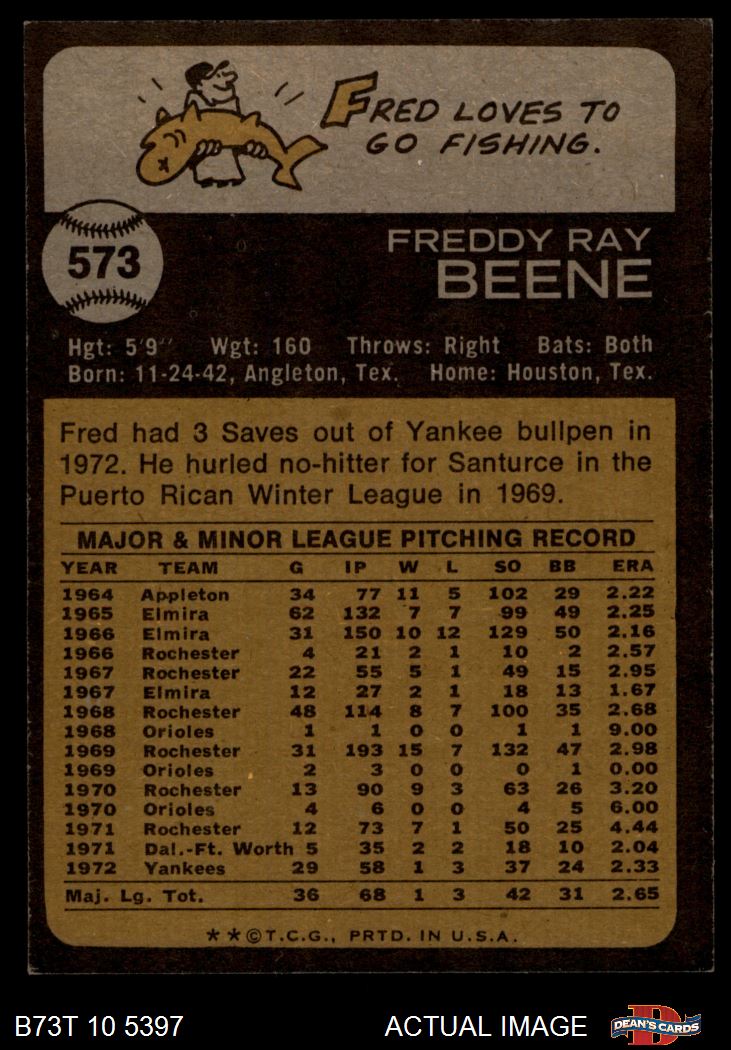 FRED LOVES TO
GO FISHING.
573
FREDDY RAY
BEENE
Hgt: 5'9" Wgt: 160 Throws: Right Bats: Both
Born: 11-24-42, Angleton, Tex. Home: Houston, Tex.
Fred had 3 Saves out of Yankee bullpen in
1972. He hurled no-hitter for Santurce in the
Puerto Rican Winter League in 1969.
MAJOR & MINOR LEAGUE PITCHING RECORD
YEAR TEAM G IP W L SO BB ERA
1964 Appleton 34 77 11 5 102 29 2.22
1965 Elmira 62 132 7 7 99 49 2.25
1966 Elmira 31 150 10 12 129 50 2.16
1966 Rochester 4 21 2 1 10 2 2.57
1967 Rochester 22 55 5 1 49 15 2.95
1967 Elmira 12 27 2 1 18 13 1.67
1968 Rochester 48 114 8 7 100 35 2.68
1968 Orioles 1 1 0 0 1 1 9.00
1969 Rochester 31 193 15 7 132 47 2.98
1969 Orioles 2 3 0 0 0 1 0.00
1970 Rochester 13 90 9 3 63 26 3.20
1970 Orioles 4 6 0 0 4 5 6.00
1971 Rochester 12 73 7 1 50 25 4.44
1971 Dal.-Ft. Worth 5 35 2 2 18 10 2.04
1972 Yankees 29 58 1 3 37 24 2.33
Maj. Lg. Tot. 36 68 1 3 42 31 2.65
**©T.C.G., PRTD. IN U.S.A.
B73T 10 5397 ACTUAL IMAGE DEAN'S CARDS